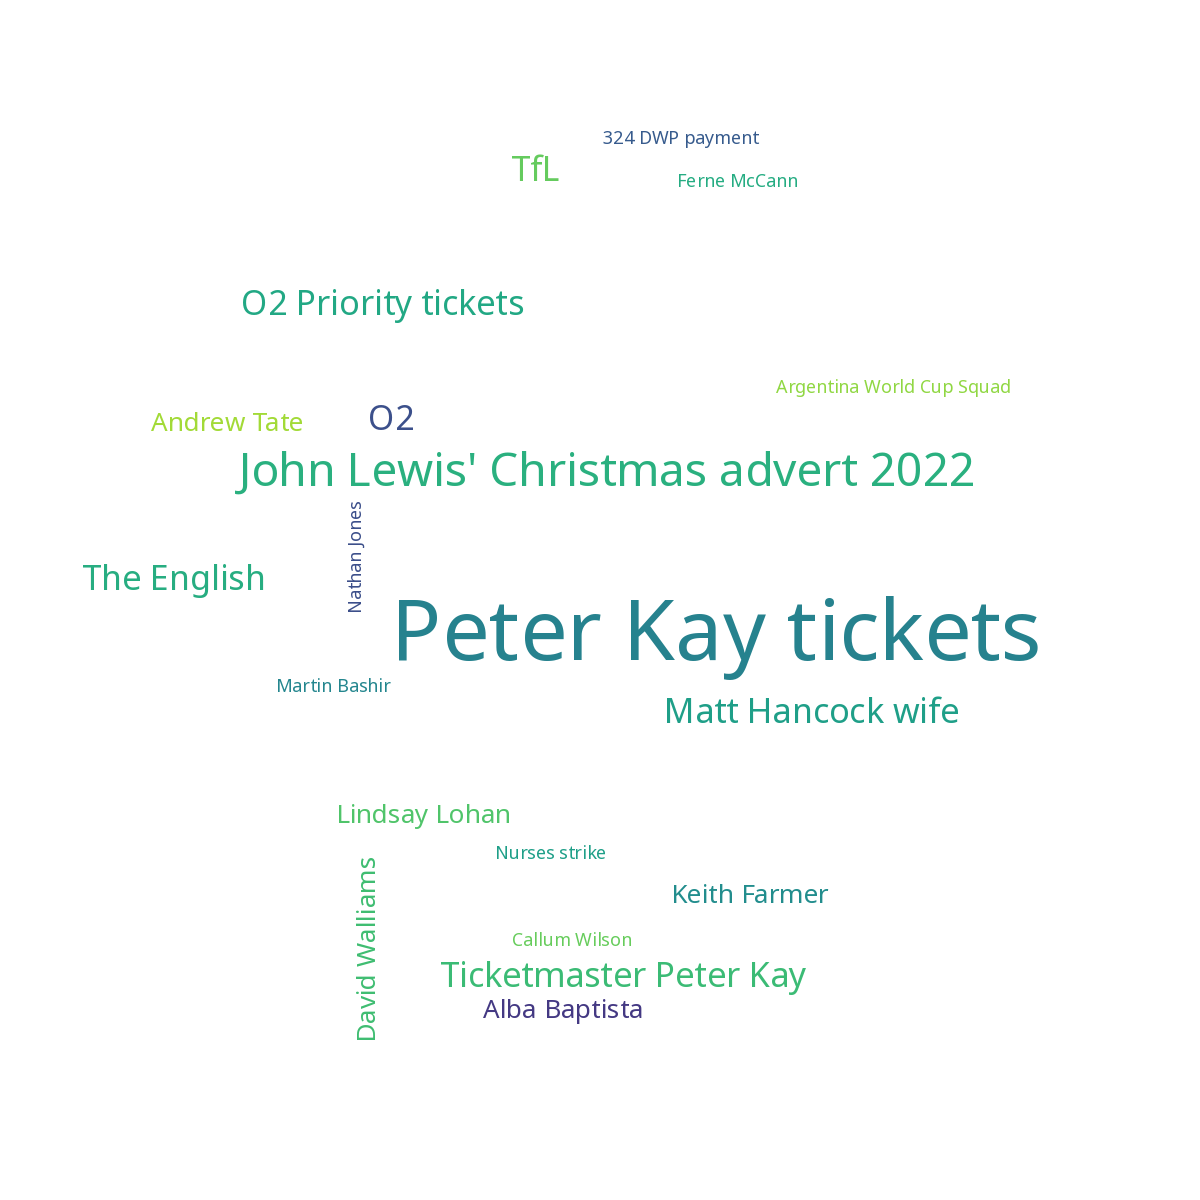 324 DWP payment
TfL
Ferne McCann
O2 Priority tickets
Argentina World Cup Squad
Andrew Tate
O2
John Lewis' Christmas advert 2022
Nathan Jones
The English
Peter Kay tickets
Martin Bashir
Matt Hancock wife
Lindsay Lohan
Nurses strike
David Walliams
Keith Farmer
Callum Wilson
Ticketmaster Peter Kay
Alba Baptista